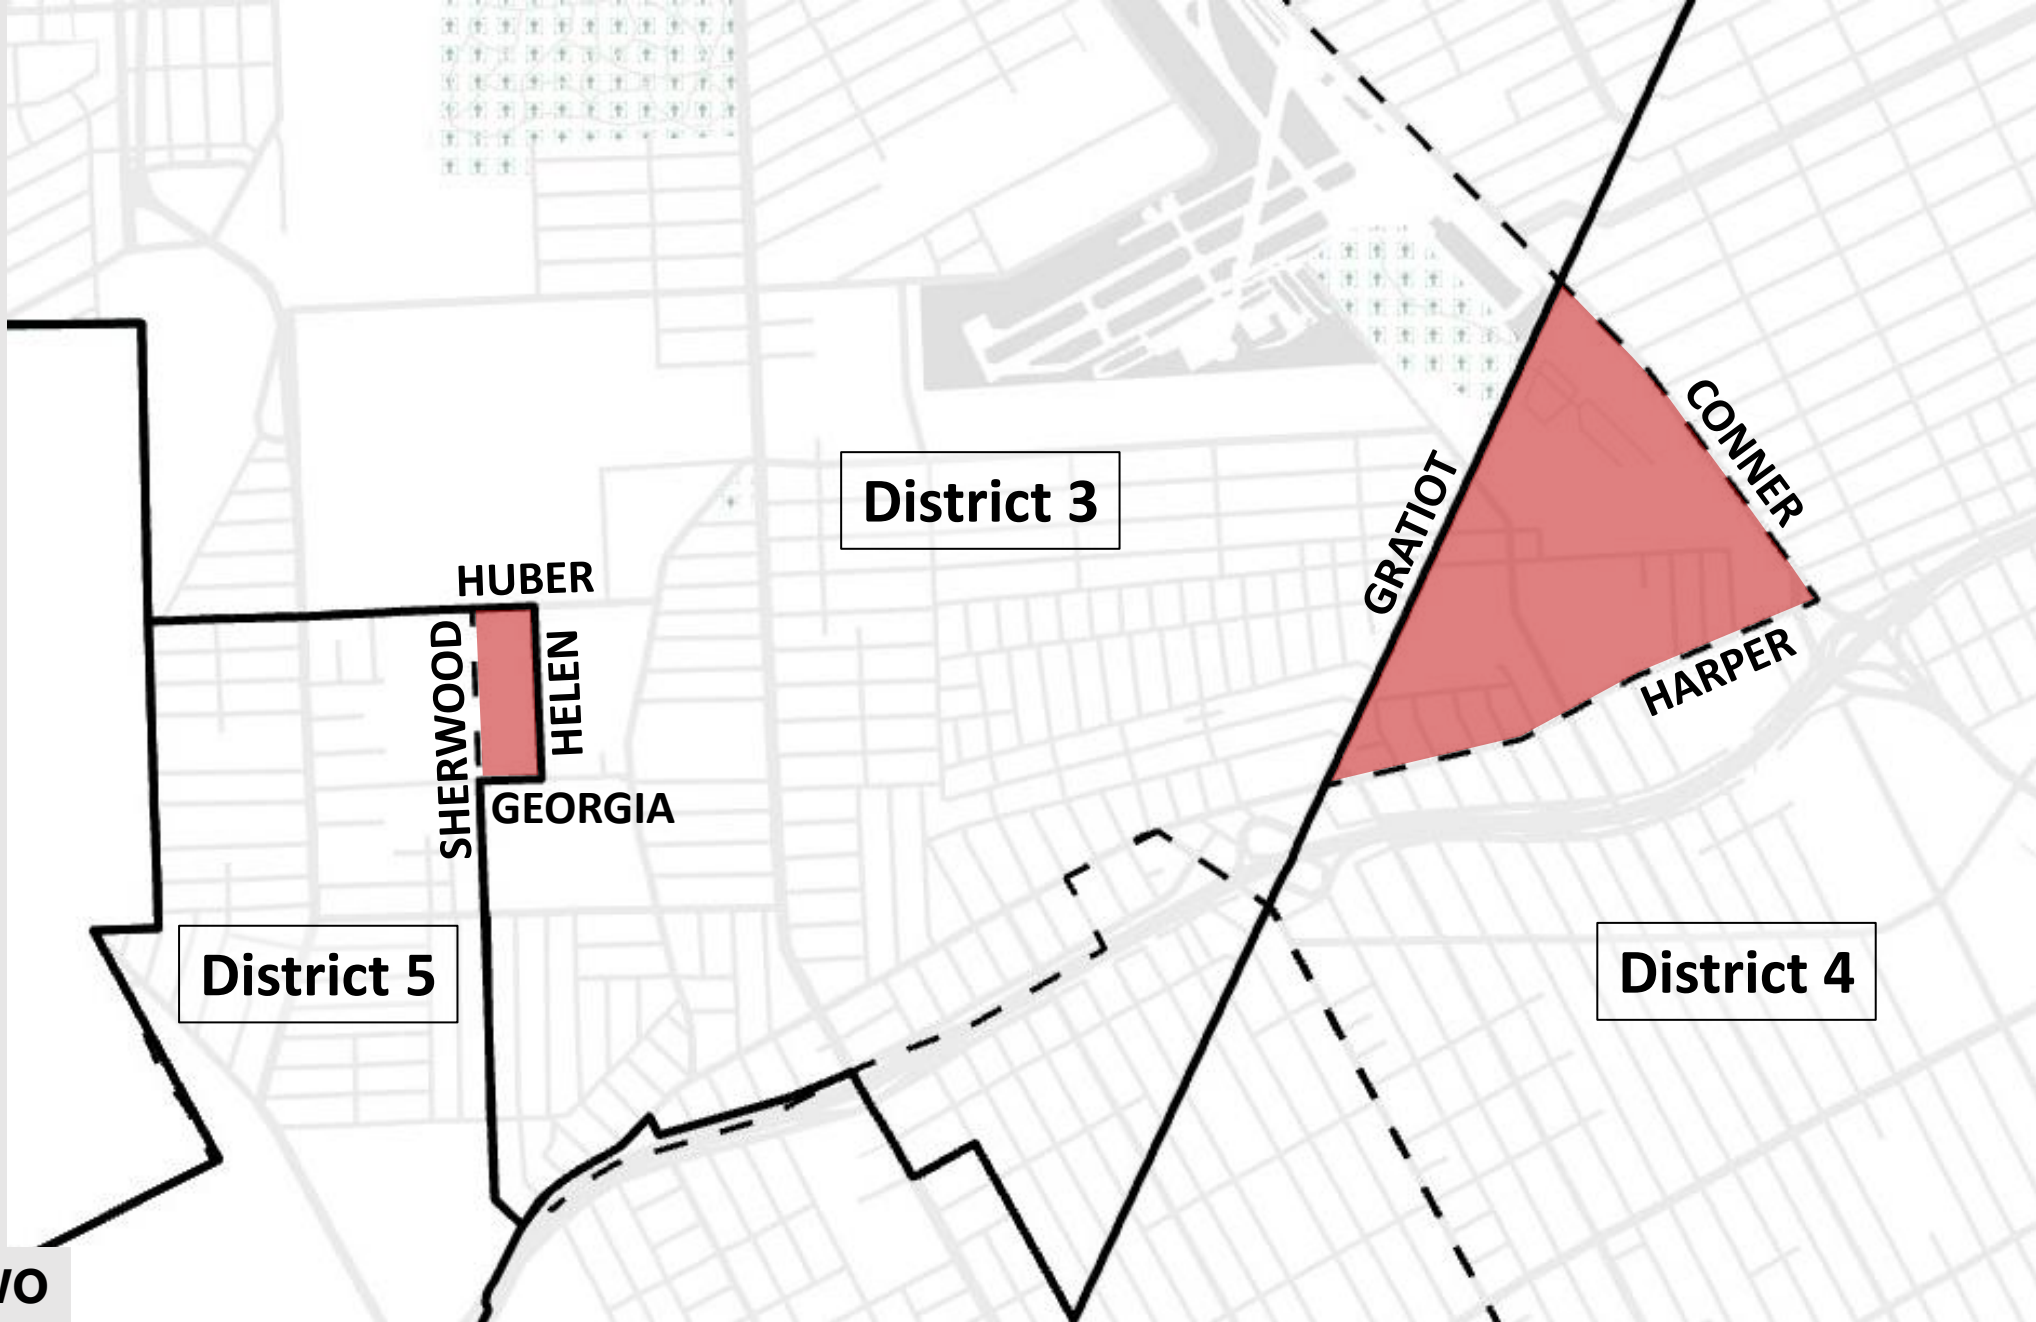 CONNER
GRATIOT
District 3
HUBER
SHERWOOD
HELEN
HARPER
GEORGIA
District 5
District 4